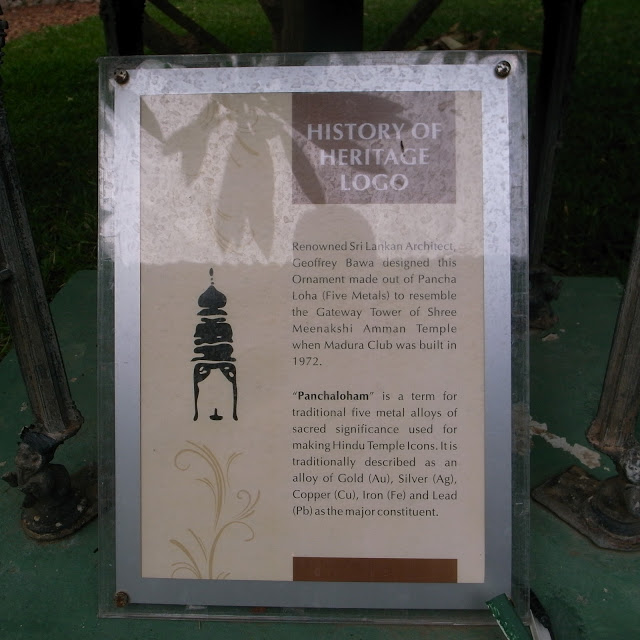 HISTORY OF
HERITAGE
LOGO
Renowned Sri Lankan Architect,
Geoffrey Bawa designed this
Ornament made out of Pancha
Loha (Five Metals) to resemble
the Gateway Tower of Shree
Meenakshi Amman Temple
when Madura Club was built in
1972.
"Panchaloham" is a term for
traditional five metal alloys of
sacred significance used for
making Hindu Temple Icons. It is
traditionally described as an
alloy of Gold (Au), Silver (Ag),
Copper (Cu), Iron (Fe) and Lead
(Pb) as the major constituent.